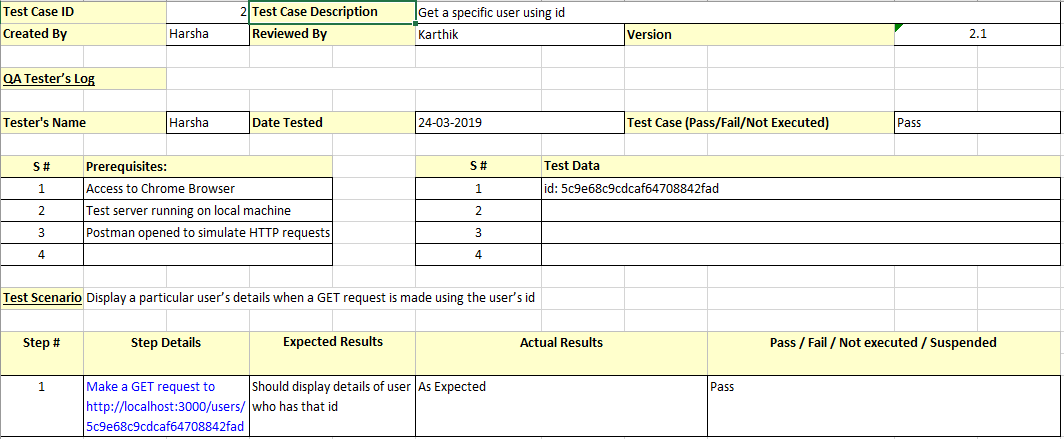 Test Case ID 2 Test Case Description Get a specific user using id
Created By Harsha Reviewed By Karthik Version 2.1
QA Tester’s Log
Tester's Name Harsha Date Tested 24-03-2019 Test Case (Pass/Fail/Not Executed) Pass
S # Prerequisites: S # Test Data
1 Access to Chrome Browser 1 id: 5c9e68c9cdcaf64708842fad
2 Test server running on local machine 2
3 Postman opened to simulate HTTP requests 3
4 4
Test Scenario Display a particular user’s details when a GET request is made using the user’s id
Step # Step Details Expected Results Actual Results Pass / Fail / Not executed / Suspended
1 Make a GET request to Should display details of user As Expected Pass
http://localhost:3000/users/ who has that id
5c9e68c9cdcaf64708842fad